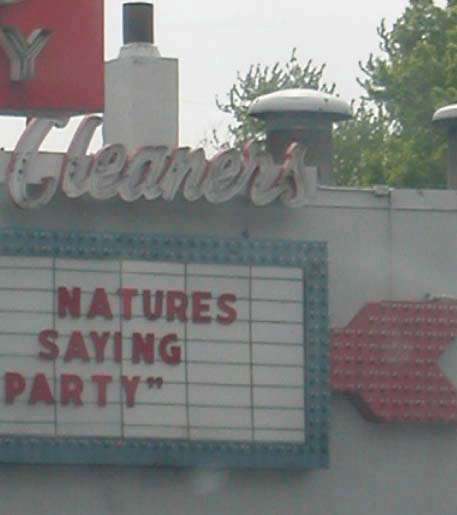 Y
Cleaners
NATURES
SAYING
PARTY”